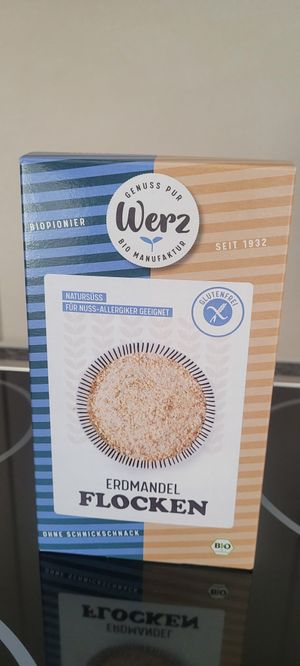 GENUSS PUR
Werz
BIO MANUFAKTUR
BIOPIONIER
SEIT 1932
NATURSÜSS
FÜR NUSS-ALLERGIKER GEEIGNET
GLUTENFREI
ERDMANDEL
FLOCKEN
OHNE SCHNICKSCHNACK
BIO